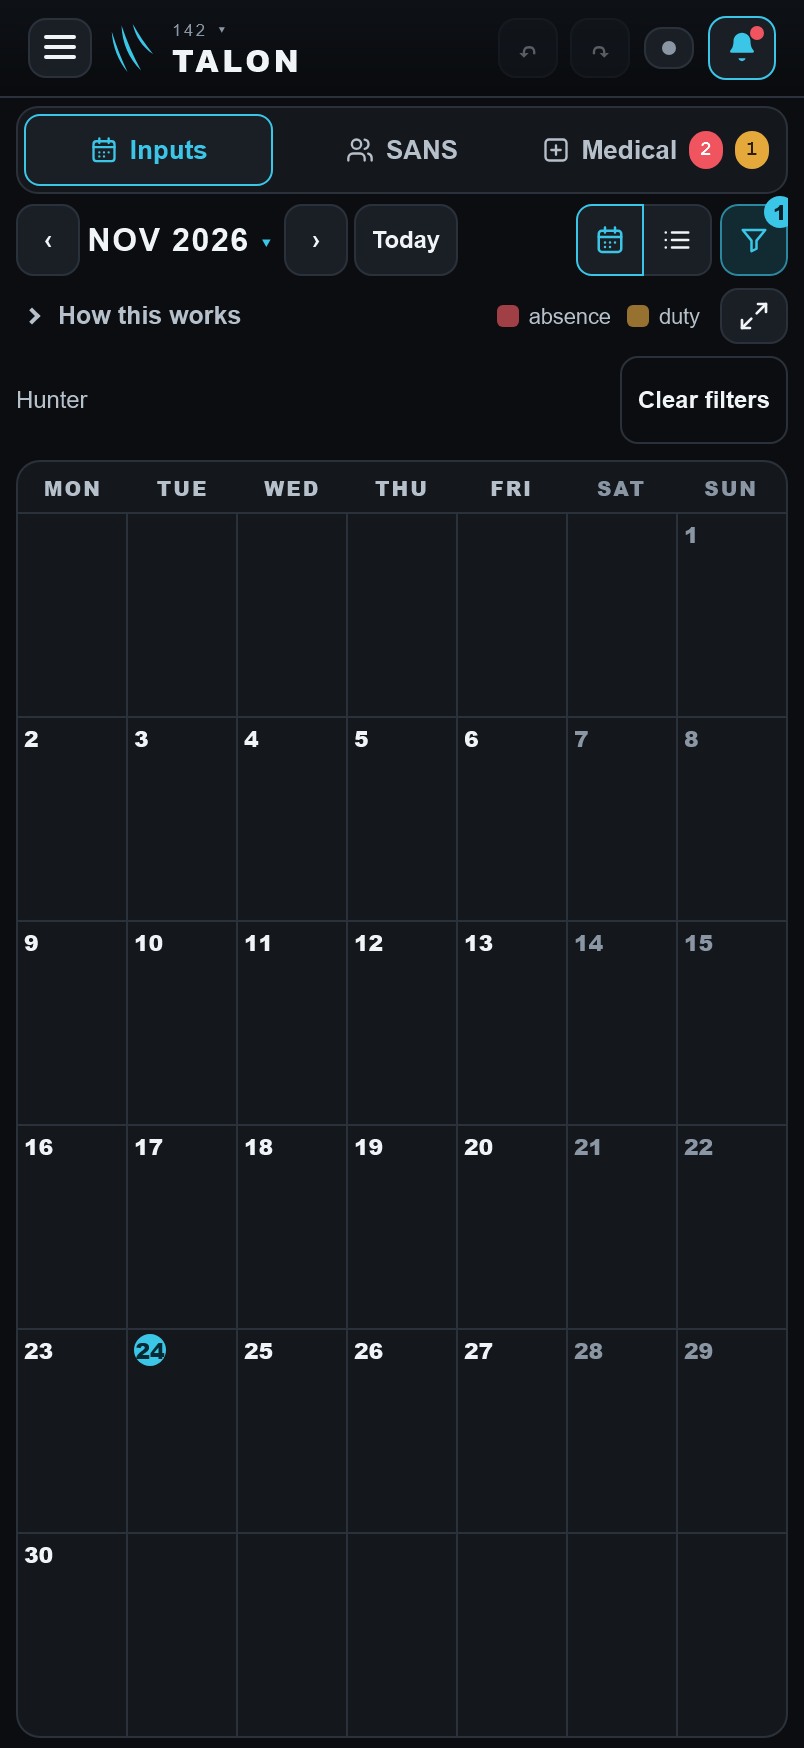 142 ▾
TALON
Inputs SANS Medical 2 1
‹ NOV 2026 ▾ › Today 1
How this works absence duty
Hunter Clear filters
MON TUE WED THU FRI SAT SUN
1
2 3 4 5 6 7 8
9 10 11 12 13 14 15
16 17 18 19 20 21 22
23 24 25 26 27 28 29
30